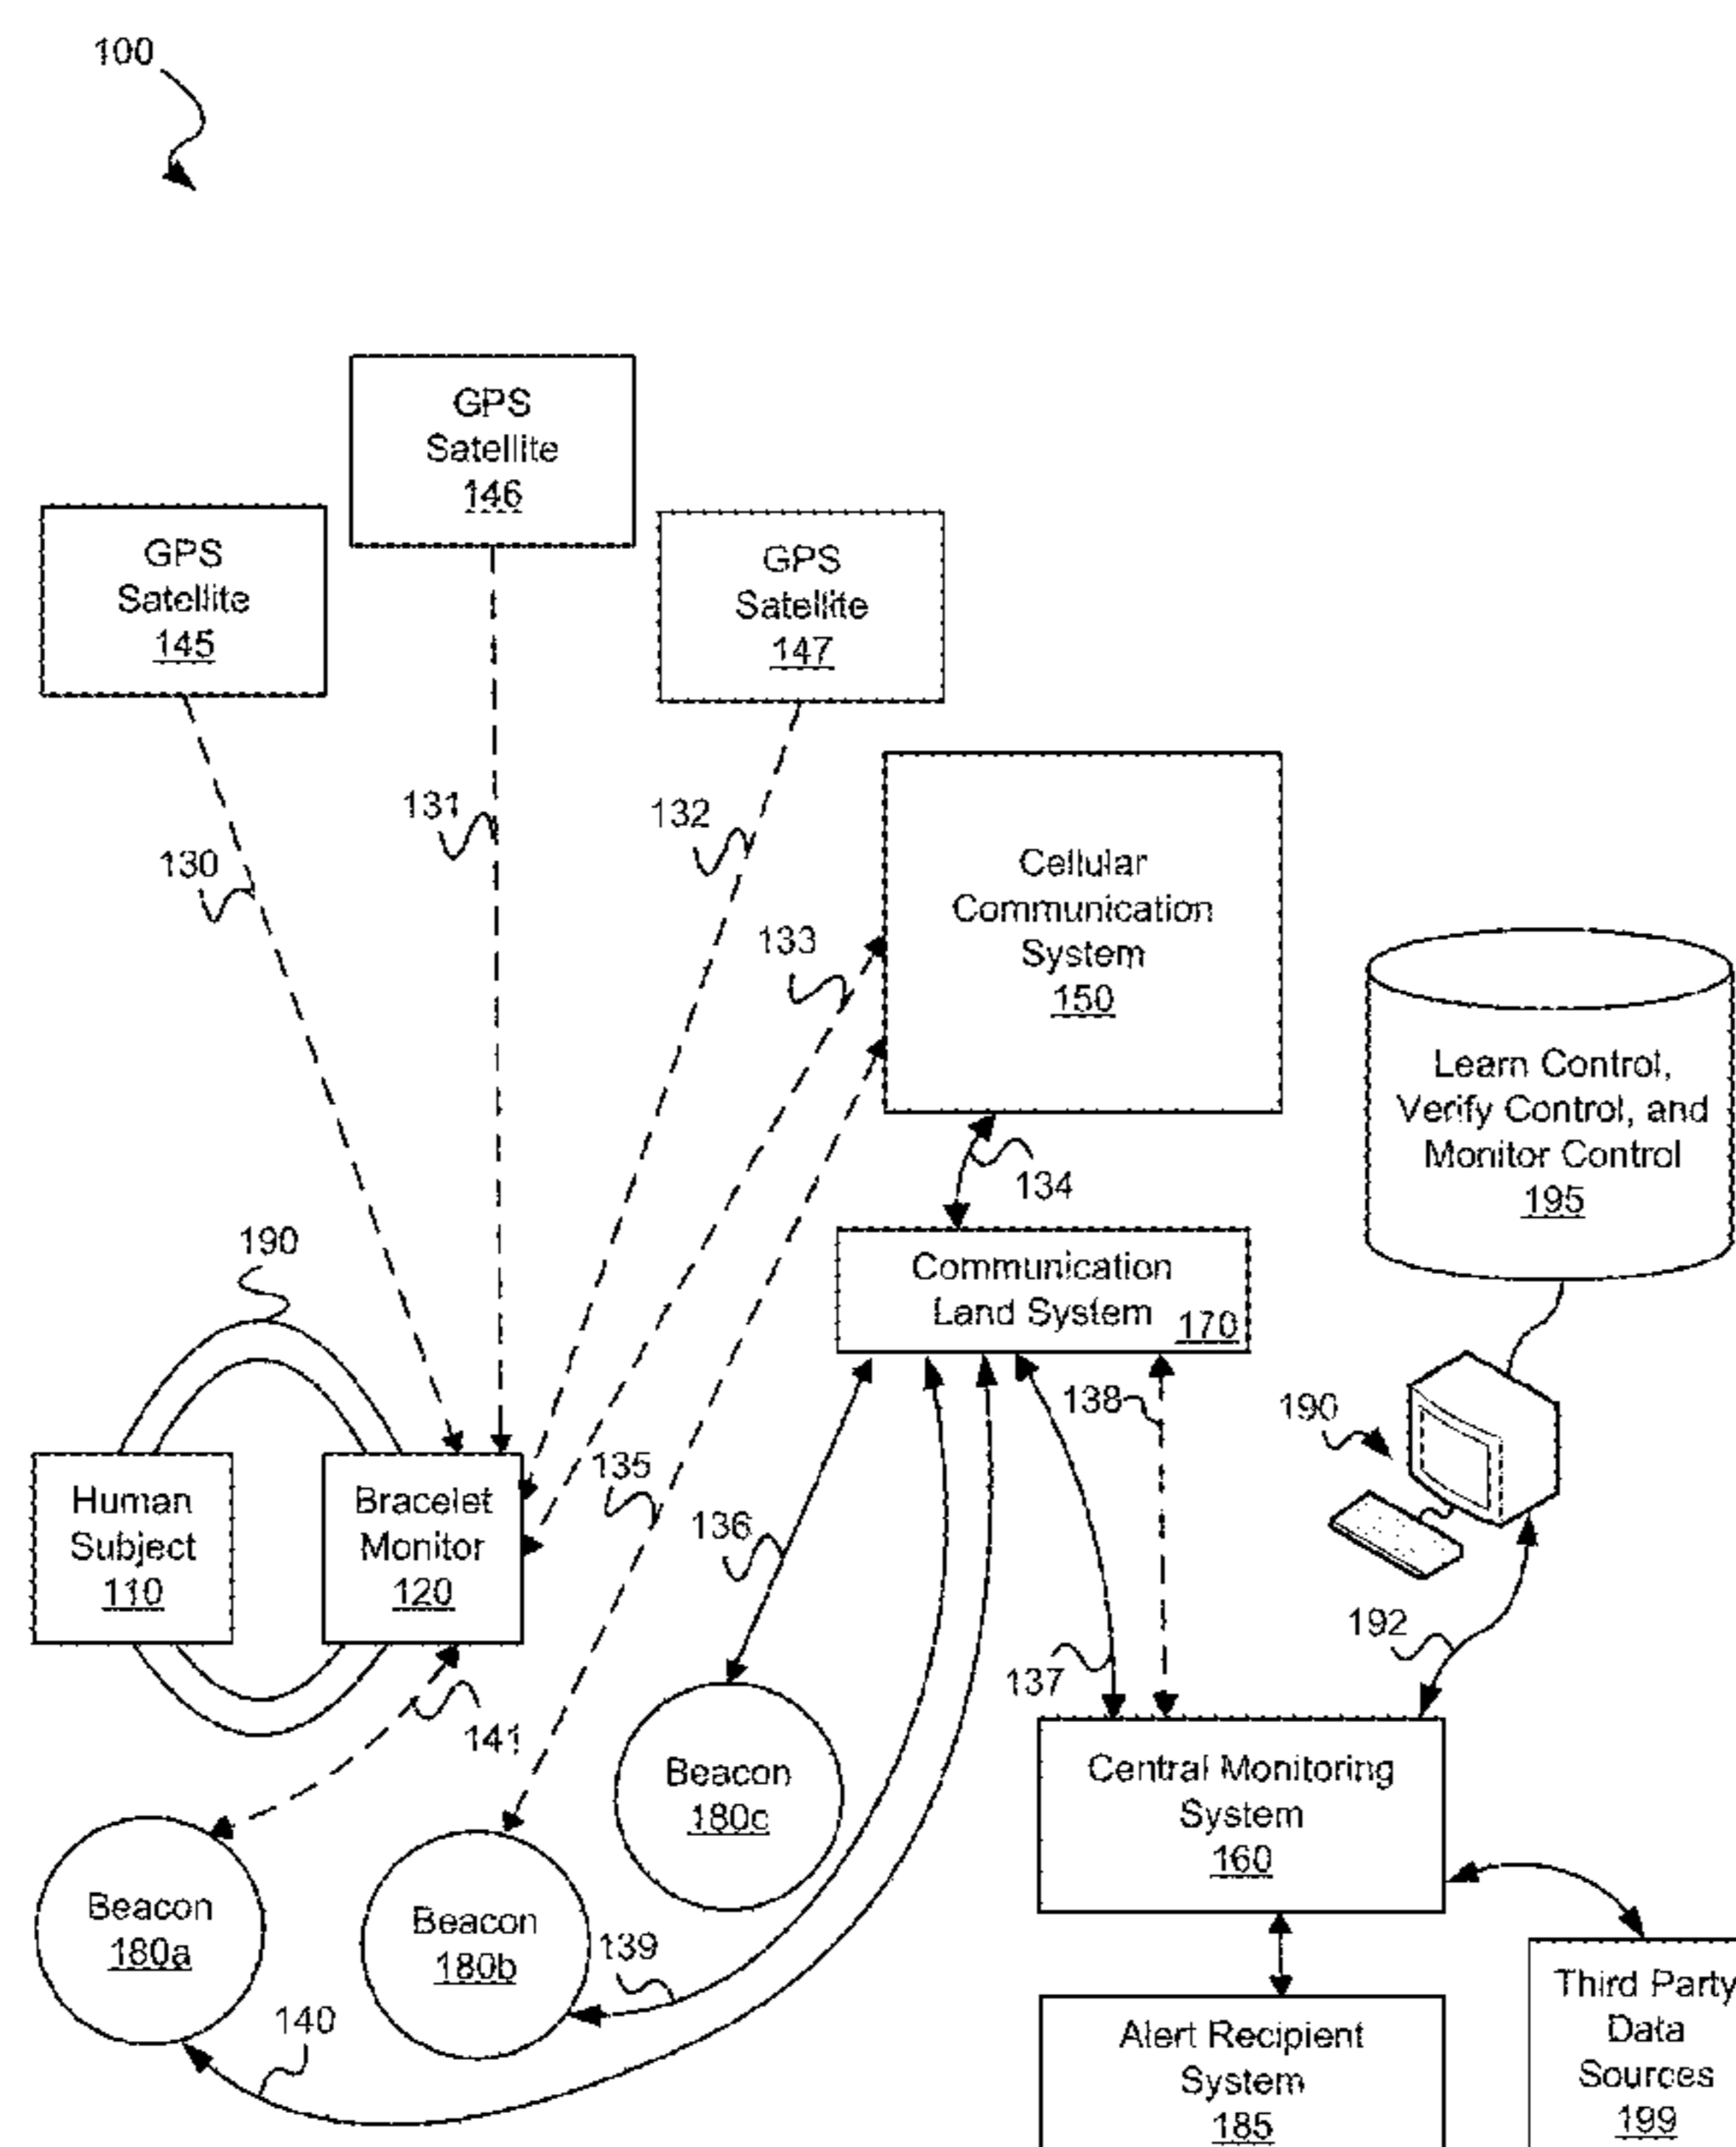 100
GPS
Satellite
146
GPS
Satellite
145
GPS
Satellite
147
130
131
132
133
Cellular
Communication
System
150
Learn Control,
Verify Control, and
Monitor Control
195
134
190
Communication
Land System 170
138
190
135
136
Human
Subject
110
Bracelet
Monitor
120
192
137
141
Beacon
180c
Central Monitoring
System
160
Beacon
180a
Beacon
180b
139
140
Alert Recipient
System
185
Third Party
Data
Sources
199